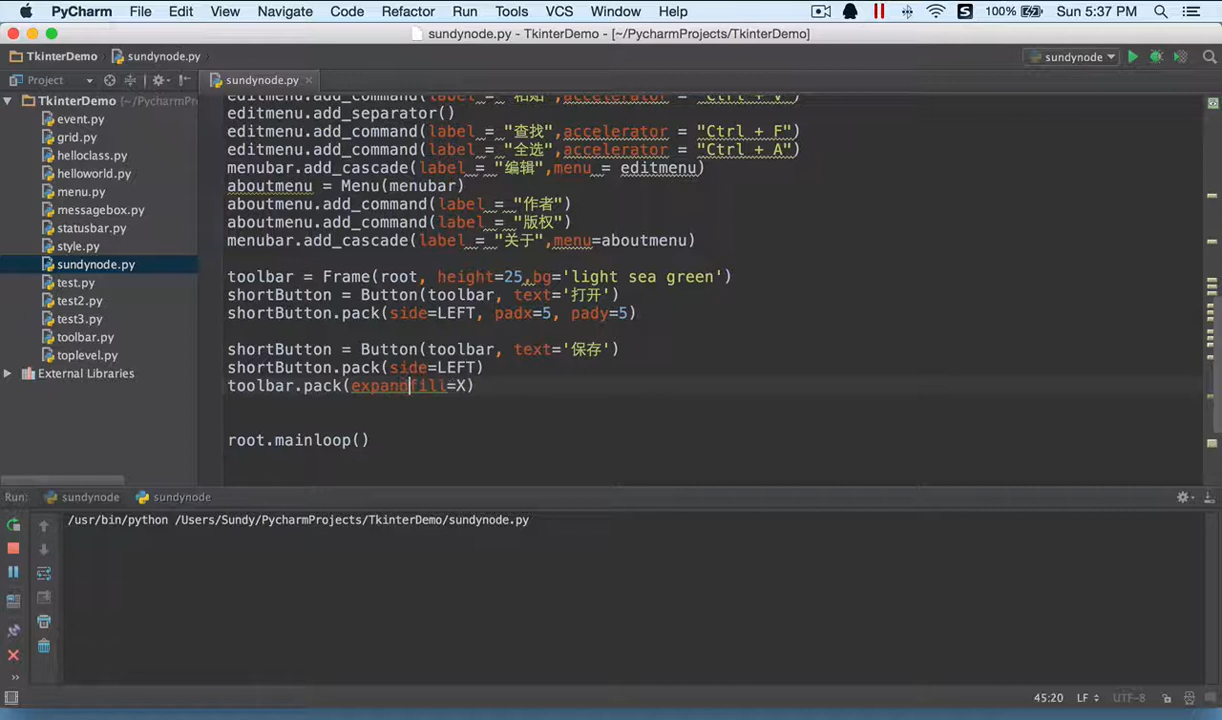 PyCharm File Edit View Navigate Code Refactor Run Tools VCS Window Help 100% Sun 5:37 PM
sundynode.py - TkinterDemo - [~/PycharmProjects/TkinterDemo]
TkinterDemo sundynode.py sundynode
Project sundynode.py
TkinterDemo (~/PycharmPr
event.py
grid.py
helloclass.py
helloworld.py
menu.py
messagebox.py
statusbar.py
style.py
sundynode.py
test.py
test2.py
test3.py
toolbar.py
toplevel.py
External Libraries
editmenu.add_command(label = "粘贴",accelerator = "Ctrl + V")
editmenu.add_separator()
editmenu.add_command(label = "查找",accelerator = "Ctrl + F")
editmenu.add_command(label = "全选",accelerator = "Ctrl + A")
menubar.add_cascade(label = "编辑",menu = editmenu)
aboutmenu = Menu(menubar)
aboutmenu.add_command(label = "作者")
aboutmenu.add_command(label = "版权")
menubar.add_cascade(label = "关于",menu=aboutmenu)
toolbar = Frame(root, height=25,bg='light sea green')
shortButton = Button(toolbar, text='打开')
shortButton.pack(side=LEFT, padx=5, pady=5)
shortButton = Button(toolbar, text='保存')
shortButton.pack(side=LEFT)
toolbar.pack(expandfill=X)
root.mainloop()
Run: sundynode sundynode
/usr/bin/python /Users/Sundy/PycharmProjects/TkinterDemo/sundynode.py
45:20 LF UTF-8